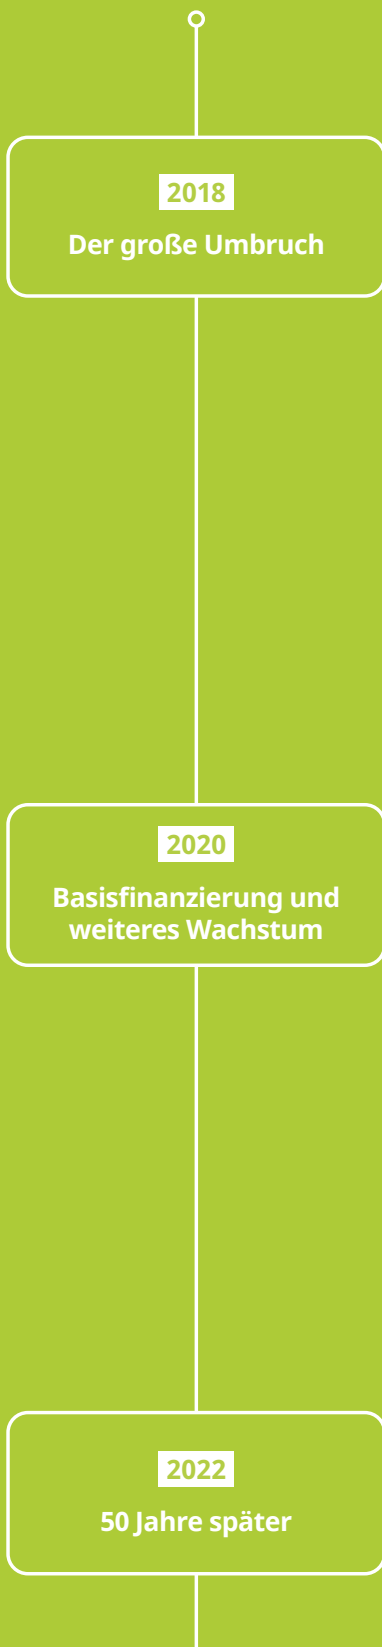 2018
Der große Umbruch
2020
Basisfinanzierung und
weiteres Wachstum
2022
50 Jahre später